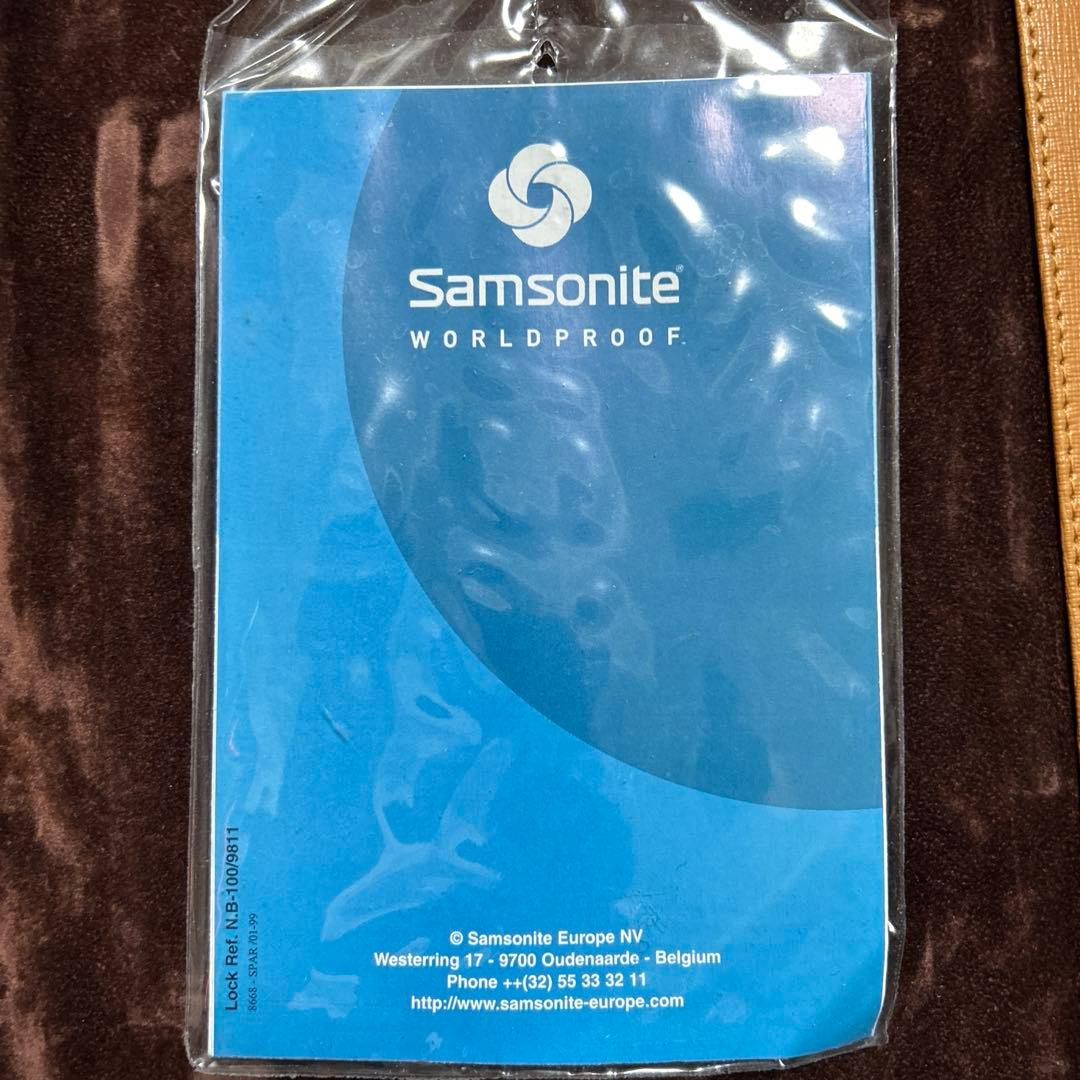 Samsonite®
WORLDPROOF™
Lock Ref. N.B-100/9811
8668 - SPAR /01-99
© Samsonite Europe NV
Westerring 17 - 9700 Oudenaarde - Belgium
Phone ++(32) 55 33 32 11
http://www.samsonite-europe.com